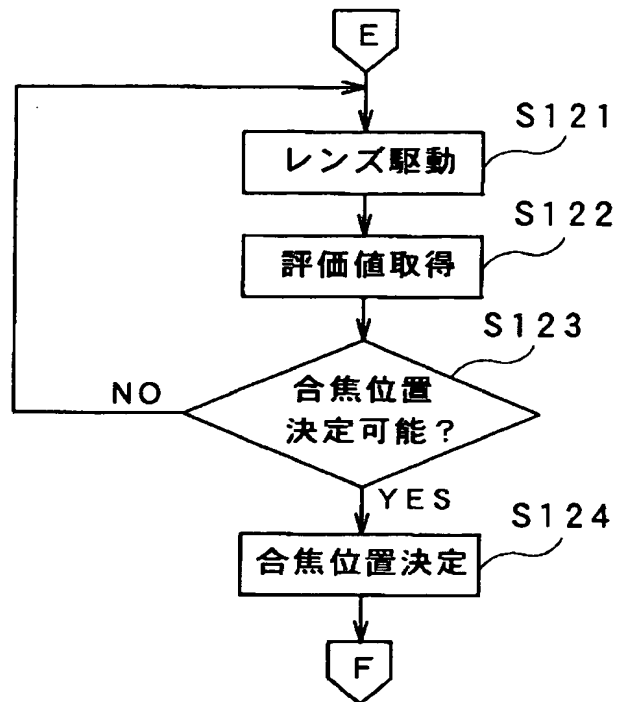 E
S121
レンズ駆動
S122
評価値取得
S123
合焦位置
決定可能？
NO
YES
S124
合焦位置決定
F